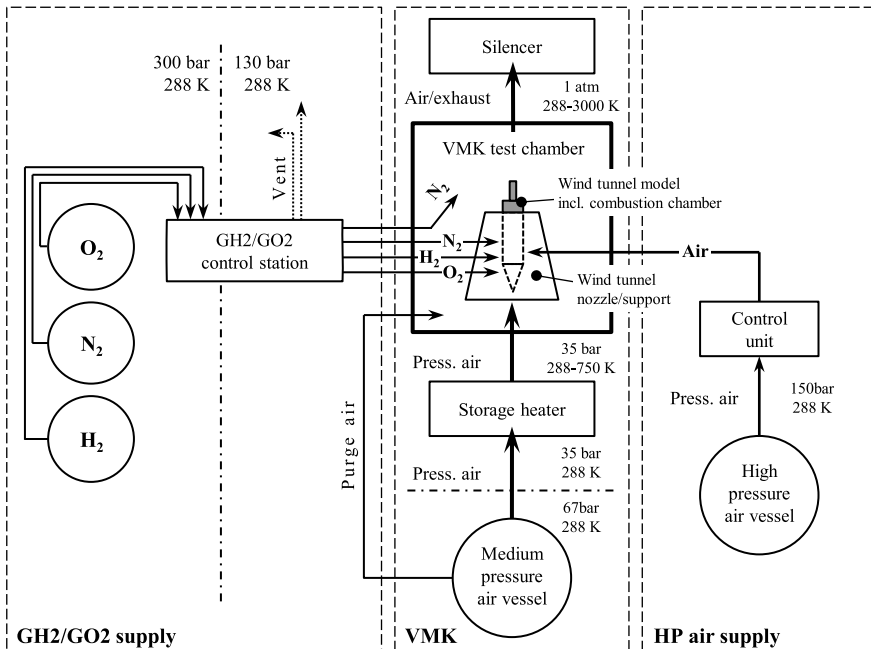 Silencer
300 bar
288 K
130 bar
288 K
Air/exhaust
1 atm
288-3000 K
Vent
VMK test chamber
N2
Wind tunnel model
incl. combustion chamber
O2
GH2/GO2
control station
N2
H2
O2
Air
Wind tunnel
nozzle/support
N2
Control
unit
Press. air
35 bar
288-750 K
Purge air
Storage heater
Press. air
150bar
288 K
H2
Press. air
35 bar
288 K
High
pressure
air vessel
67bar
288 K
Medium
pressure
air vessel
GH2/GO2 supply
VMK
HP air supply